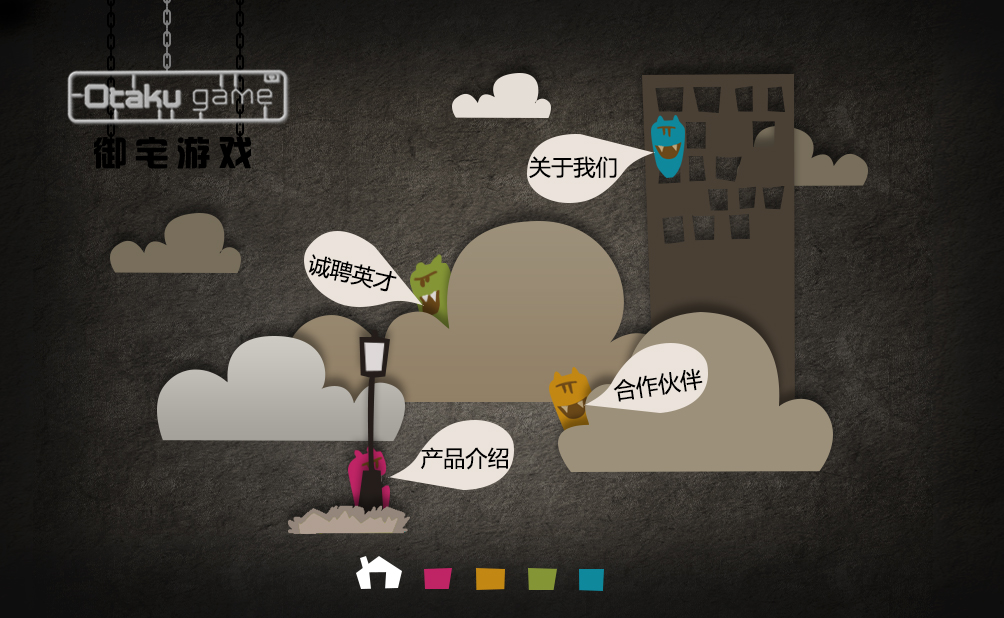 Otaku game
御宅游戏
关于我们
诚聘英才
合作伙伴
产品介绍